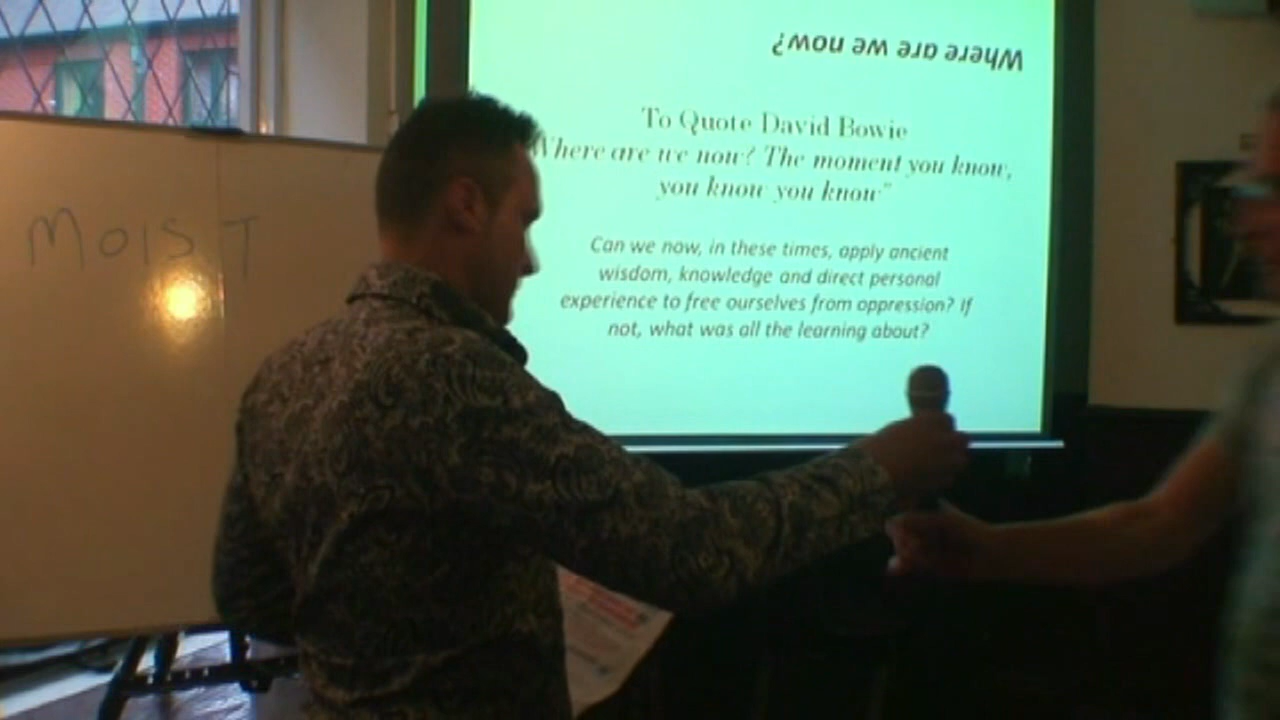 Where are we now?
To Quote David Bowie
Where are we now? The moment you know,
you know you know"
Can we now, in these times, apply ancient
wisdom, knowledge and direct personal
experience to free ourselves from oppression? If
not, what was all the learning about?
MOIST